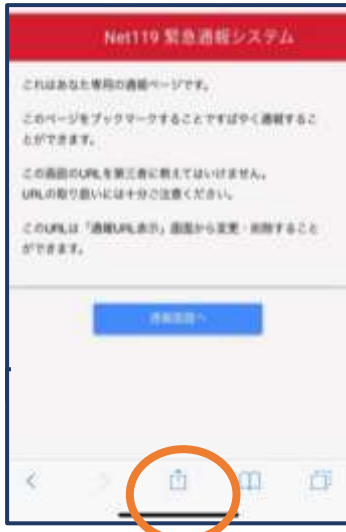 Net119 緊急通報システム
これはあなた専用の通報ページです。
このページをブックマークすることですばやく通報するこ
とができます。
この画面のURLを第三者に教えてはいけません。
URLの取り扱いには十分ご注意ください。
このURLは「通報URL表示」画面から変更・削除すること
ができます。
通報画面へ